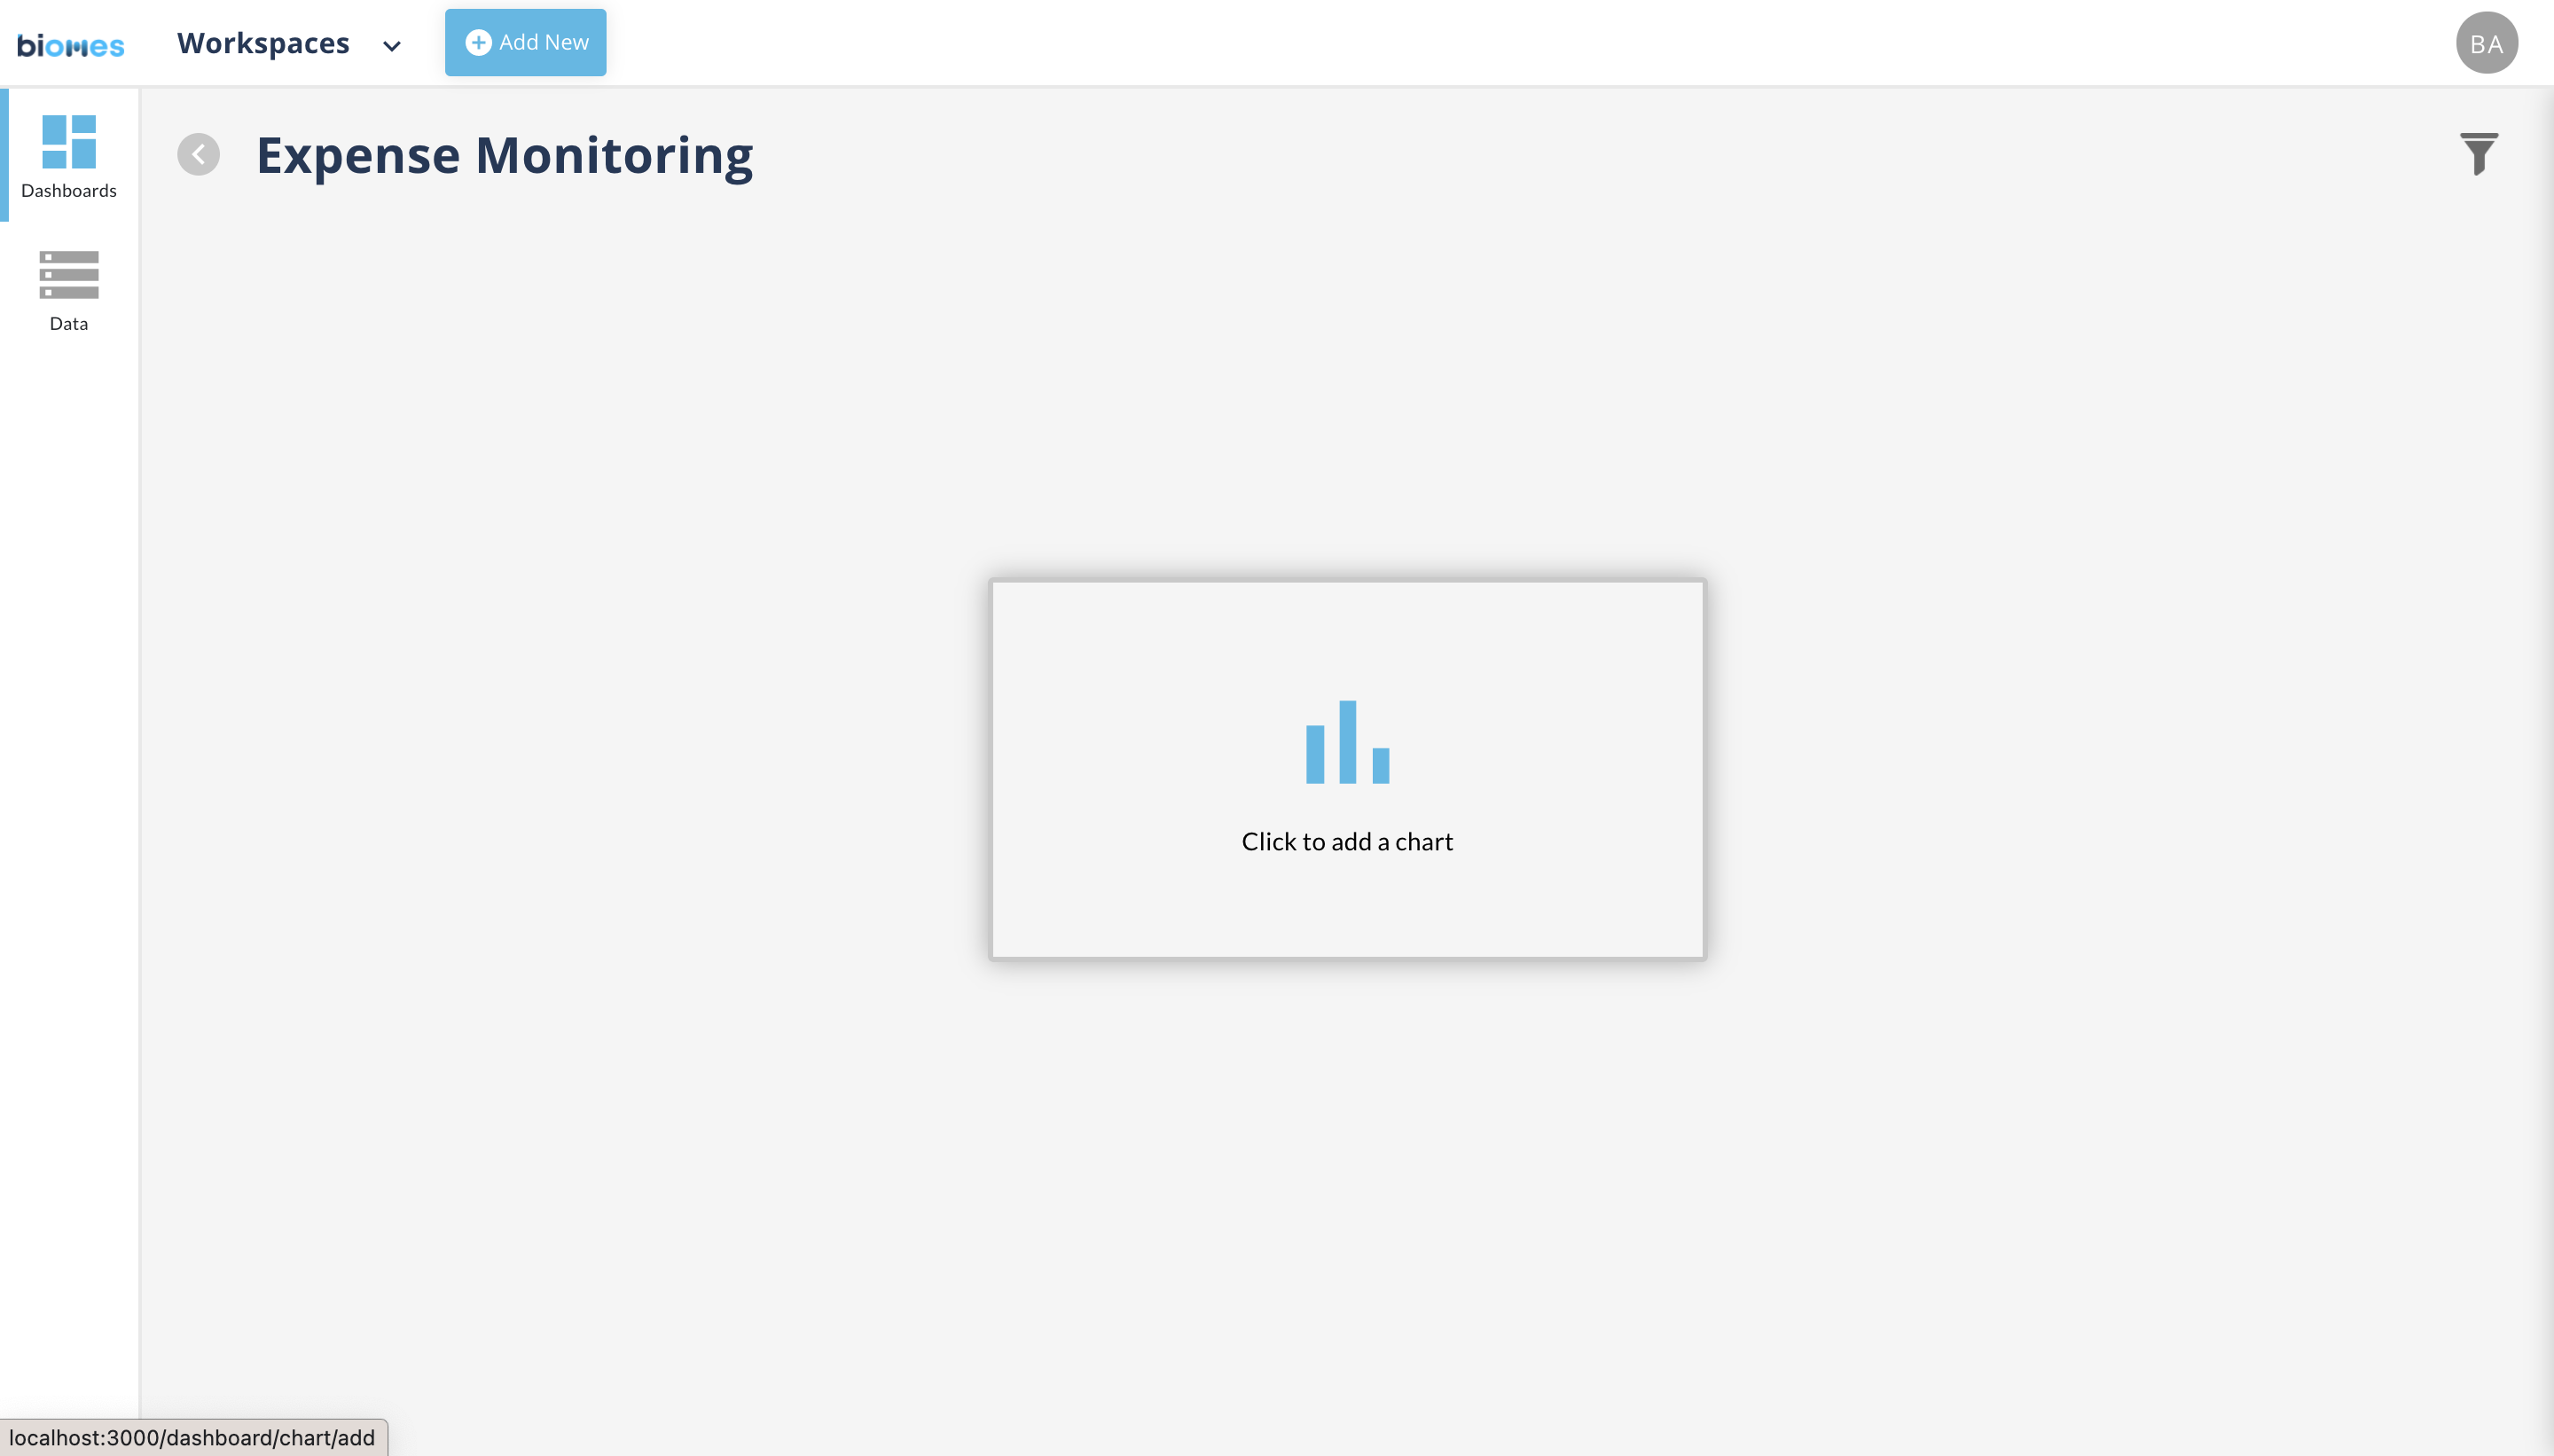 biomes
Workspaces
Add New
BA
Dashboards
Data
Expense Monitoring
Click to add a chart
localhost:3000/dashboard/chart/add